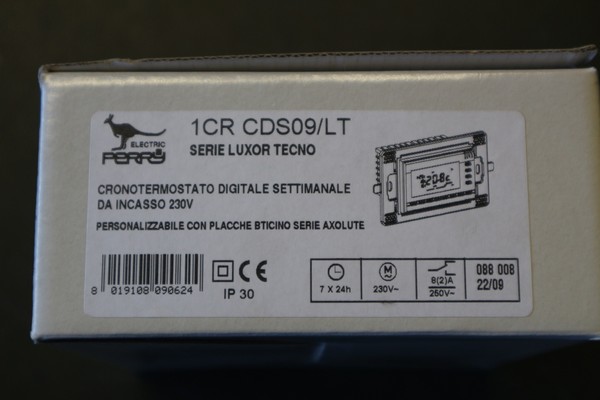 1CR CDS09/LT
ELECTRIC
PERRY
SERIE LUXOR TECNO
CRONOTERMOSTATO DIGITALE SETTIMANALE
DA INCASSO 230V
PERSONALIZZABILE CON PLACCHE BTICINO SERIE AXOLUTE
8 019108 090624
CE
IP 30
7 X 24h
M
230V~
8(2)A
250V~
088 008
22/09